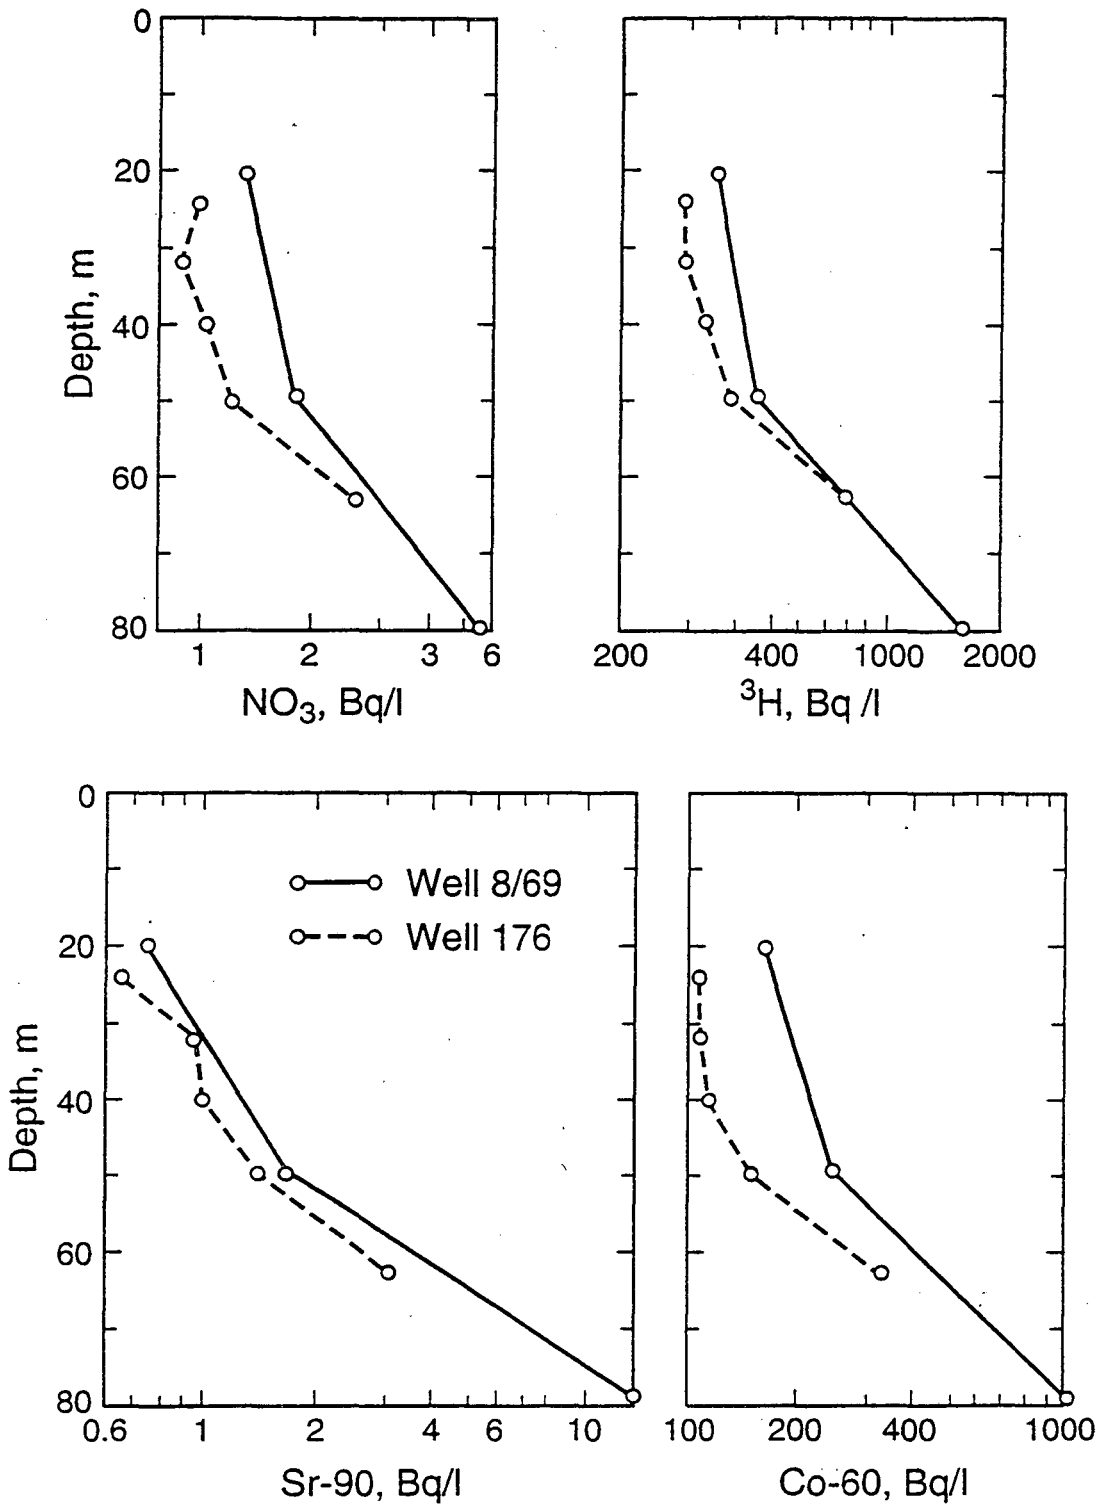 0
20
40
60
80
Depth, m
1 2 3 6
NO3, Bq/l
200 400 1000 2000
³H, Bq /l
0
20
40
60
80
Depth, m
Well 8/69
Well 176
0.6 1 2 4 6 10
Sr-90, Bq/l
100 200 400 1000
Co-60, Bq/l